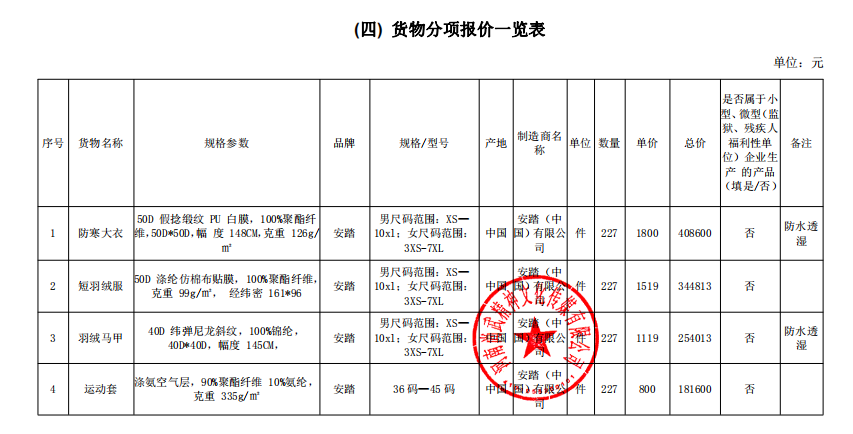 (四) 货物分项报价一览表
单位：元
序号 货物名称 规格参数 品牌 规格/型号 产地 制造商名称 单位 数量 单价 总价 是否属于小型、微型（监狱、残疾人福利性单位）企业生产 的产品（填是/否） 备注
1 防寒大衣 50D 假捻缎纹 PU 白膜，100%聚酯纤维，50D*50D，幅 度 148CM，克重 126g/㎡ 安踏 男尺码范围：XS—10xl；女尺码范围：3XS-7XL 中国 安踏（中国）有限公司 件 227 1800 408600 否 防水透湿
2 短羽绒服 50D 涤纶仿棉布贴膜，100%聚酯纤维，克重 99g/㎡， 经纬密 161*96 安踏 男尺码范围：XS—10xl；女尺码范围：3XS-7XL 中国 安踏（中国）有限公司 件 227 1519 344813 否
3 羽绒马甲 40D 纬弹尼龙斜纹，100%锦纶，40D*40D，幅度 145CM， 安踏 男尺码范围：XS—10xl；女尺码范围：3XS-7XL 中国 安踏（中国）有限公司 件 227 1119 254013 否 防水透湿
4 运动套 涤氨空气层，90%聚酯纤维 10%氨纶，克重 335g/㎡ 安踏 36 码—45 码 中国 安踏（中国）有限公司 件 227 800 181600 否